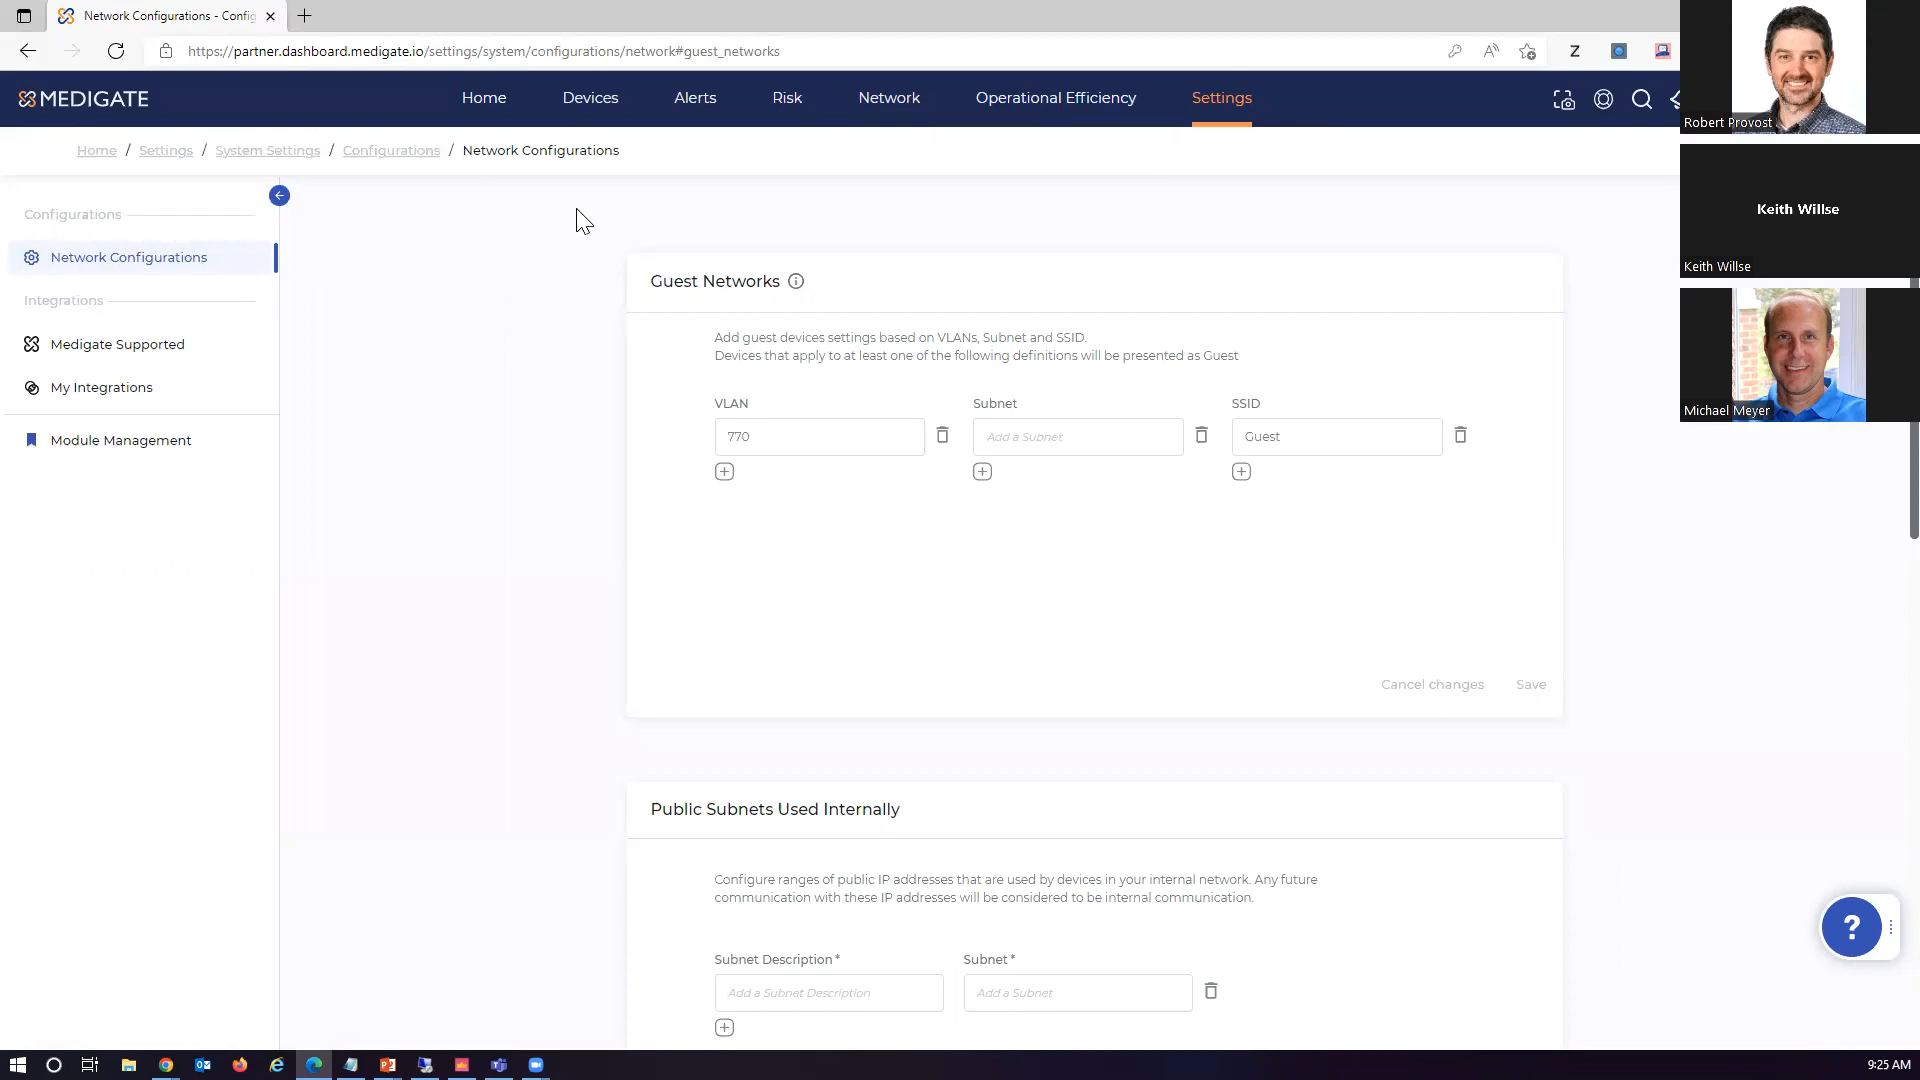 Network Configurations - Config
https://partner.dashboard.medigate.io/settings/system/configurations/network#guest_networks
A
Z
MEDIGATE
Home
Devices
Alerts
Risk
Network
Operational Efficiency
Settings
Robert Provost
Home / Settings / System Settings / Configurations / Network Configurations
Keith Willse
Keith Willse
Michael Meyer
Configurations
Network Configurations
Integrations
Medigate Supported
My Integrations
Module Management
Guest Networks
Add guest devices settings based on VLANs, Subnet and SSID.
Devices that apply to at least one of the following definitions will be presented as Guest
VLAN
Subnet
SSID
770
Add a Subnet
Guest
Cancel changes
Save
Public Subnets Used Internally
Configure ranges of public IP addresses that are used by devices in your internal network. Any future
communication with these IP addresses will be considered to be internal communication.
Subnet Description *
Subnet *
Add a Subnet Description
Add a Subnet
?
9:25 AM